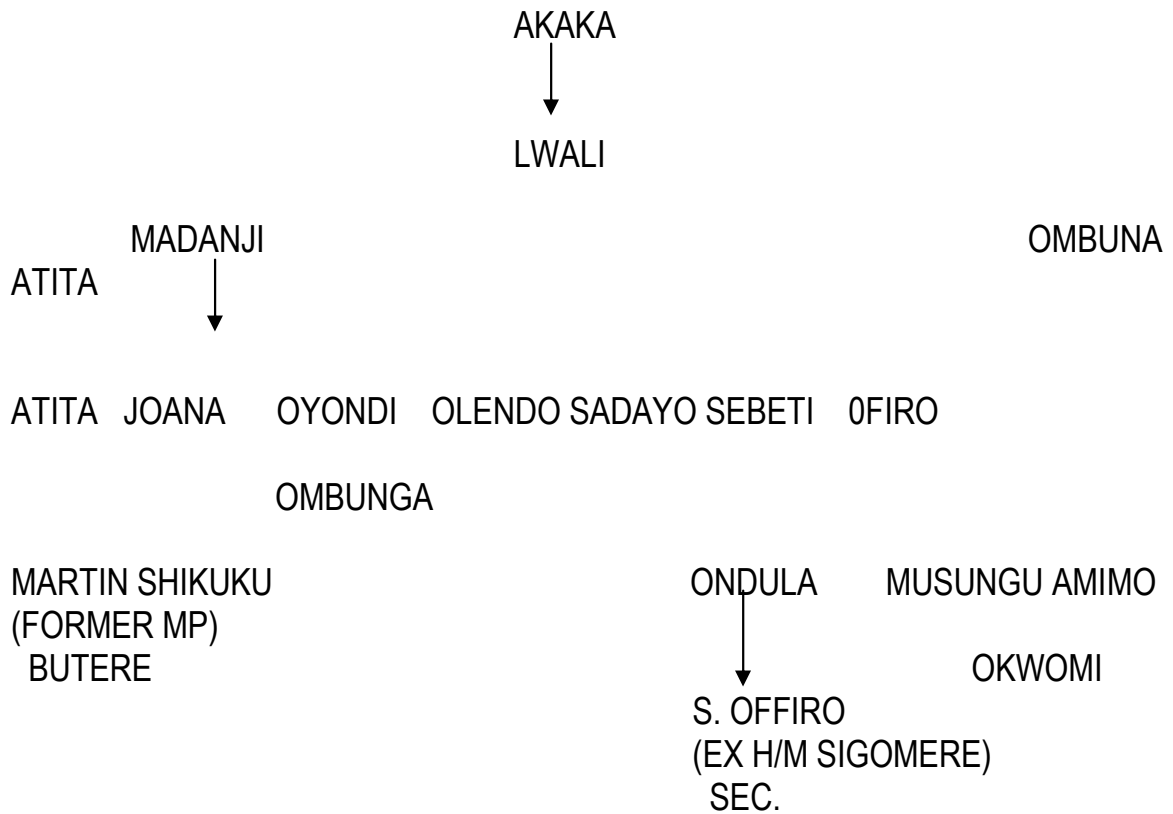 AKAKA
LWALI
MADANJI OMBUNA
ATITA
ATITA JOANA OYONDI OLENDO SADAYO SEBETI 0FIRO
OMBUNGA
MARTIN SHIKUKU ONDULA MUSUNGU AMIMO
(FORMER MP)
BUTERE OKWOMI
S. OFFIRO
(EX H/M SIGOMERE)
SEC.